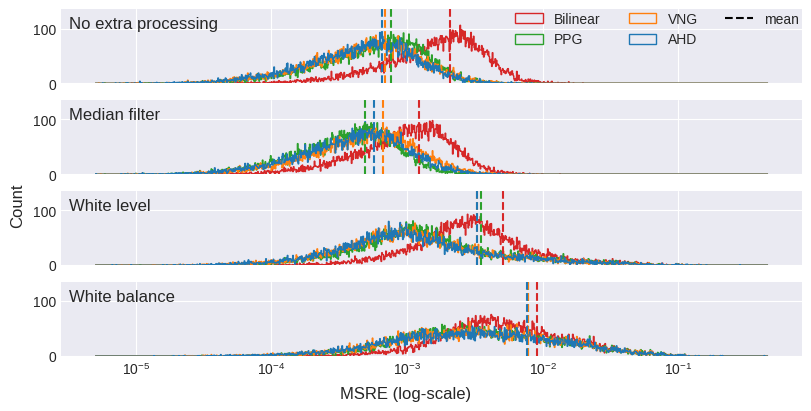 No extra processing
Bilinear
VNG
mean
PPG
AHD
100
0
Median filter
100
0
White level
100
0
White balance
100
0
Count
10⁻⁵
10⁻⁴
10⁻³
10⁻²
10⁻¹
MSRE (log-scale)